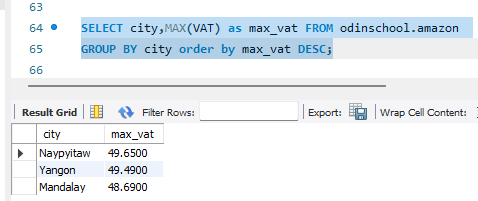 63
64 SELECT city,MAX(VAT) as max_vat FROM odinschool.amazon
65 GROUP BY city order by max_vat DESC;
66
Result Grid Filter Rows: Export: Wrap Cell Content:
city max_vat
Naypyitaw 49.6500
Yangon 49.4900
Mandalay 48.6900